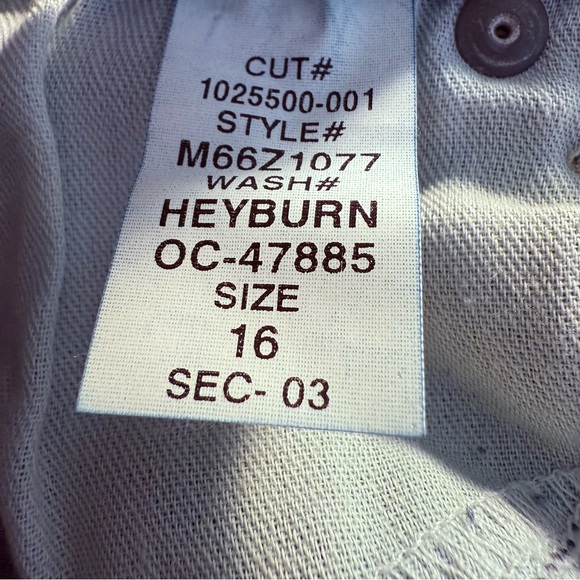 CUT#
1025500-001
STYLE#
M66Z1077
WASH#
HEYBURN
OC-47885
SIZE
16
SEC- 03